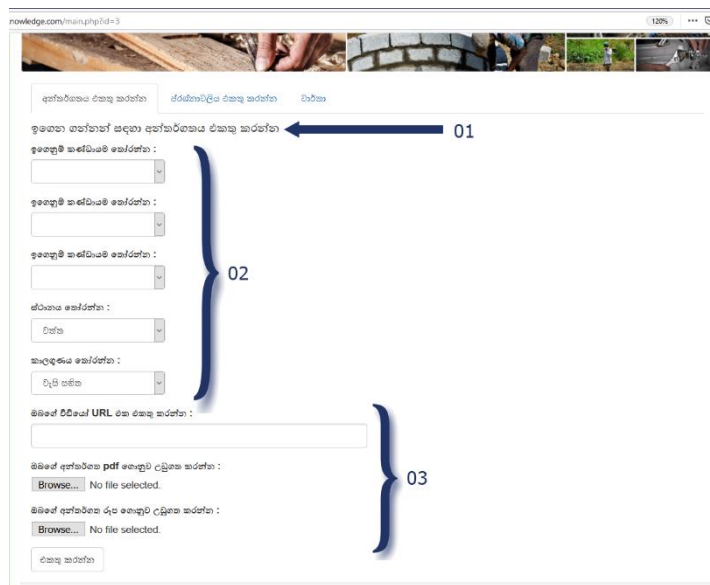 nowledge.com/main.php?id=3
120%
අන්තර්ගතය එකතු කරන්න
ප්රශ්නාවලිය එකතු කරන්න
වාර්තා
ඉගෙන ගන්නන් සඳහා අන්තර්ගතය එකතු කරන්න
01
ඉගෙනුම් කණ්ඩායම තෝරන්න :
ඉගෙනුම් කණ්ඩායම තෝරන්න :
ඉගෙනුම් කණ්ඩායම තෝරන්න :
02
ස්ථානය තෝරන්න :
වත්ත
කාලගුණය තෝරන්න :
වැසි සහිත
ඔබගේ වීඩියෝ URL එක එකතු කරන්න :
ඔබගේ අන්තර්ගත pdf ගොනුව උඩුගත කරන්න :
Browse... No file selected.
03
ඔබගේ අන්තර්ගත රූප ගොනුව උඩුගත කරන්න :
Browse... No file selected.
එකතු කරන්න